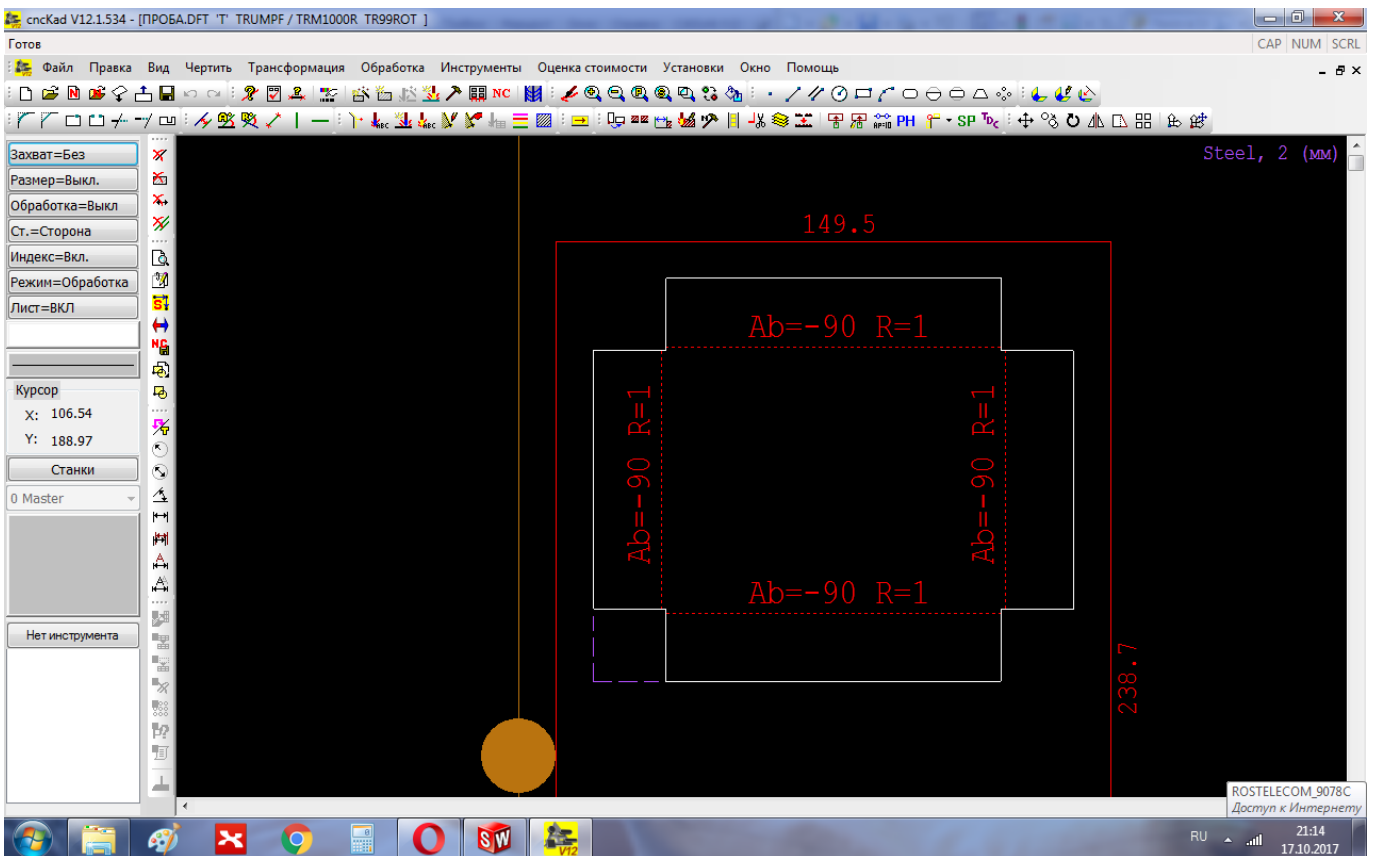 cncKad V12.1.534 - [ПРОБА.DFT 'T' TRUMPF / TRM1000R TR99ROT ]
Готов
CAP NUM SCRL
Файл Правка Вид Чертить Трансформация Обработка Инструменты Оценка стоимости Установки Окно Помощь
NC
ABC ABC PH SP
Захват=Без
Steel, 2 (мм)
Размер=Выкл.
Обработка=Выкл
149.5
Ст.=Сторона
Индекс=Вкл.
Режим=Обработка
Лист=ВКЛ
Ab=-90 R=1
Курсор
X: 106.54
Y: 188.97
Ab=-90 R=1
Ab=-90 R=1
Станки
0 Master
Ab=-90 R=1
Нет инструмента
238.7
ROSTELECOM_9078C
Доступ к Интернету
RU
21:14
17.10.2017
SW
V12